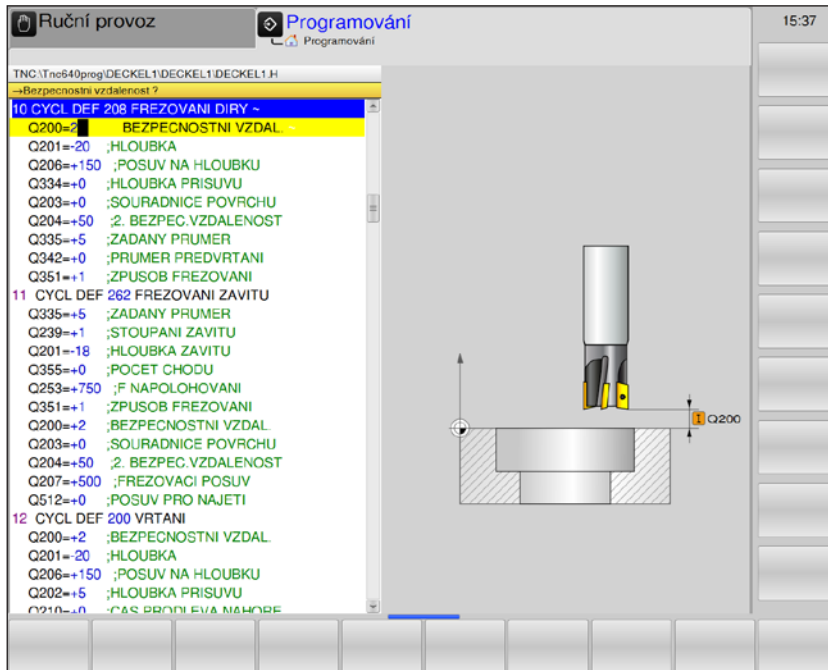 Ruční provoz
Programování
Programování
15:37
TNC:\Tnc640prog\DECKEL1\DECKEL1\DECKEL1.H
→Bezpecnostni vzdalenost ?
10 CYCL DEF 208 FREZOVANI DIRY ~
Q200=2 BEZPECNOSTNI VZDAL. ~
Q201=-20 ;HLOUBKA
Q206=+150 ;POSUV NA HLOUBKU
Q334=+0 ;HLOUBKA PRISUVU
Q203=+0 ;SOURADNICE POVRCHU
Q204=+50 ;2. BEZPEC.VZDALENOST
Q335=+5 ;ZADANY PRUMER
Q342=+0 ;PRUMER PREDVRTANI
Q351=+1 ;ZPUSOB FREZOVANI
11 CYCL DEF 262 FREZOVANI ZAVITU
Q335=+5 ;ZADANY PRUMER
Q239=+1 ;STOUPANI ZAVITU
Q201=-18 ;HLOUBKA ZAVITU
Q355=+0 ;POCET CHODU
Q253=+750 ;F NAPOLOHOVANI
Q351=+1 ;ZPUSOB FREZOVANI
Q200=+2 ;BEZPECNOSTNI VZDAL.
Q203=+0 ;SOURADNICE POVRCHU
Q204=+50 ;2. BEZPEC.VZDALENOST
Q207=+500 ;FREZOVACI POSUV
Q512=+0 ;POSUV PRO NAJETI
12 CYCL DEF 200 VRTANI
Q200=+2 ;BEZPECNOSTNI VZDAL.
Q201=-20 ;HLOUBKA
Q206=+150 ;POSUV NA HLOUBKU
Q202=+5 ;HLOUBKA PRISUVU
Q210=+0 ;CAS PRODLEVA NAHORE
I Q200